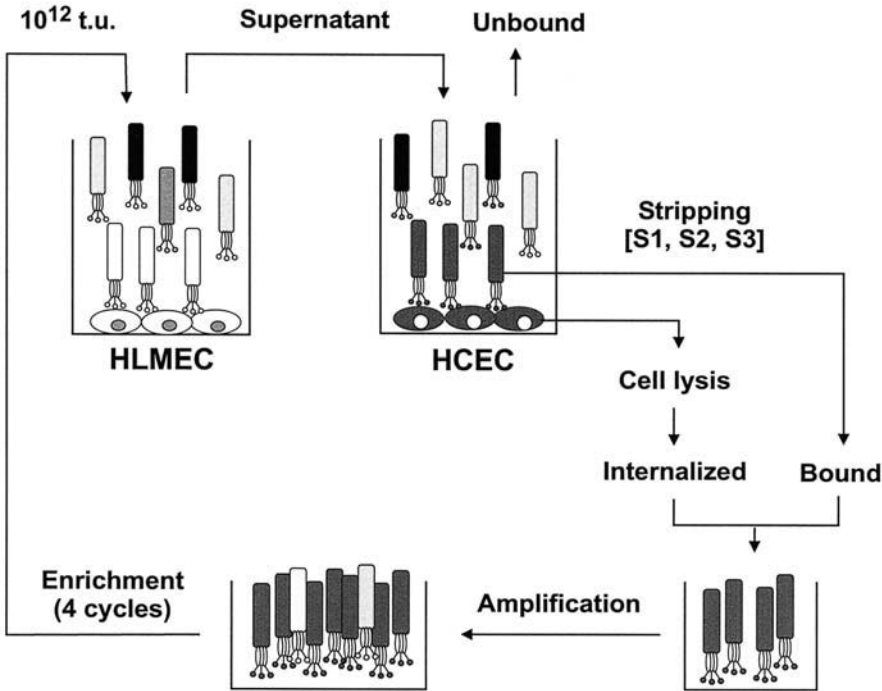 10¹² t.u.
Supernatant
Unbound
Stripping
[S1, S2, S3]
HLMEC
HCEC
Cell lysis
Internalized
Bound
Enrichment
(4 cycles)
Amplification